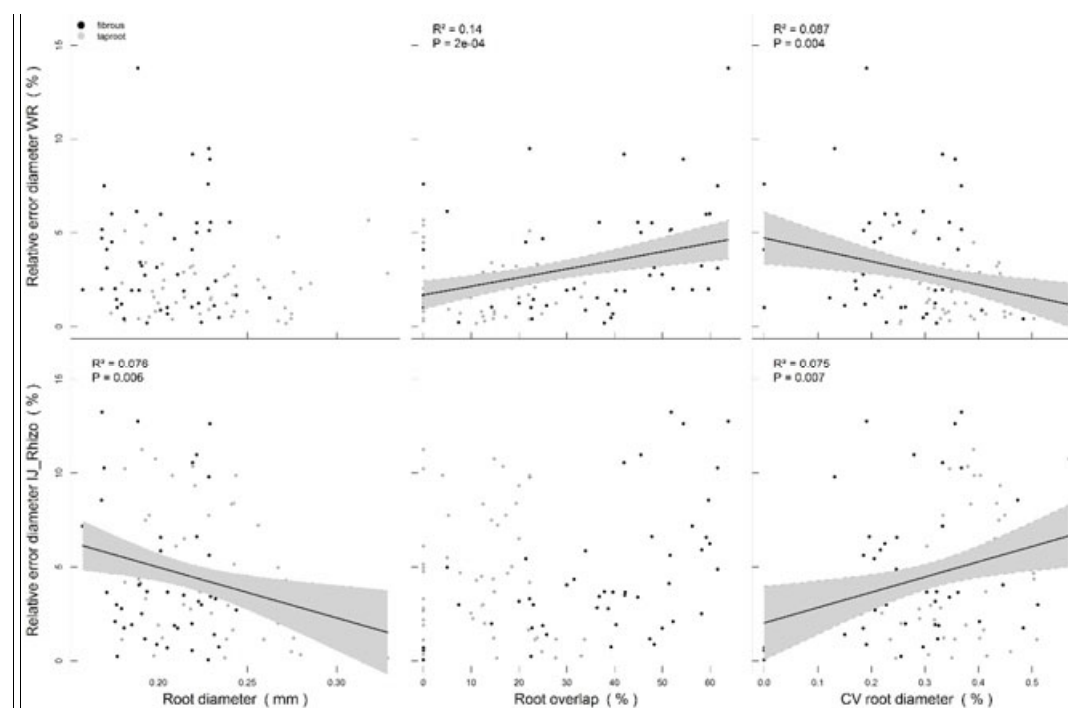 fibrous
taproot
R² = 0.14
P = 2e-04
R² = 0.087
P = 0.004
Relative error diameter WR ( % )
0
5
10
15
R² = 0.076
P = 0.006
R² = 0.075
P = 0.007
Relative error diameter IJ_Rhizo ( % )
0
5
10
15
0.20
0.30
0
10
20
30
40
50
60
0.0
0.1
0.2
0.3
0.4
0.5
Root diameter ( mm )
Root overlap ( % )
CV root diameter ( % )